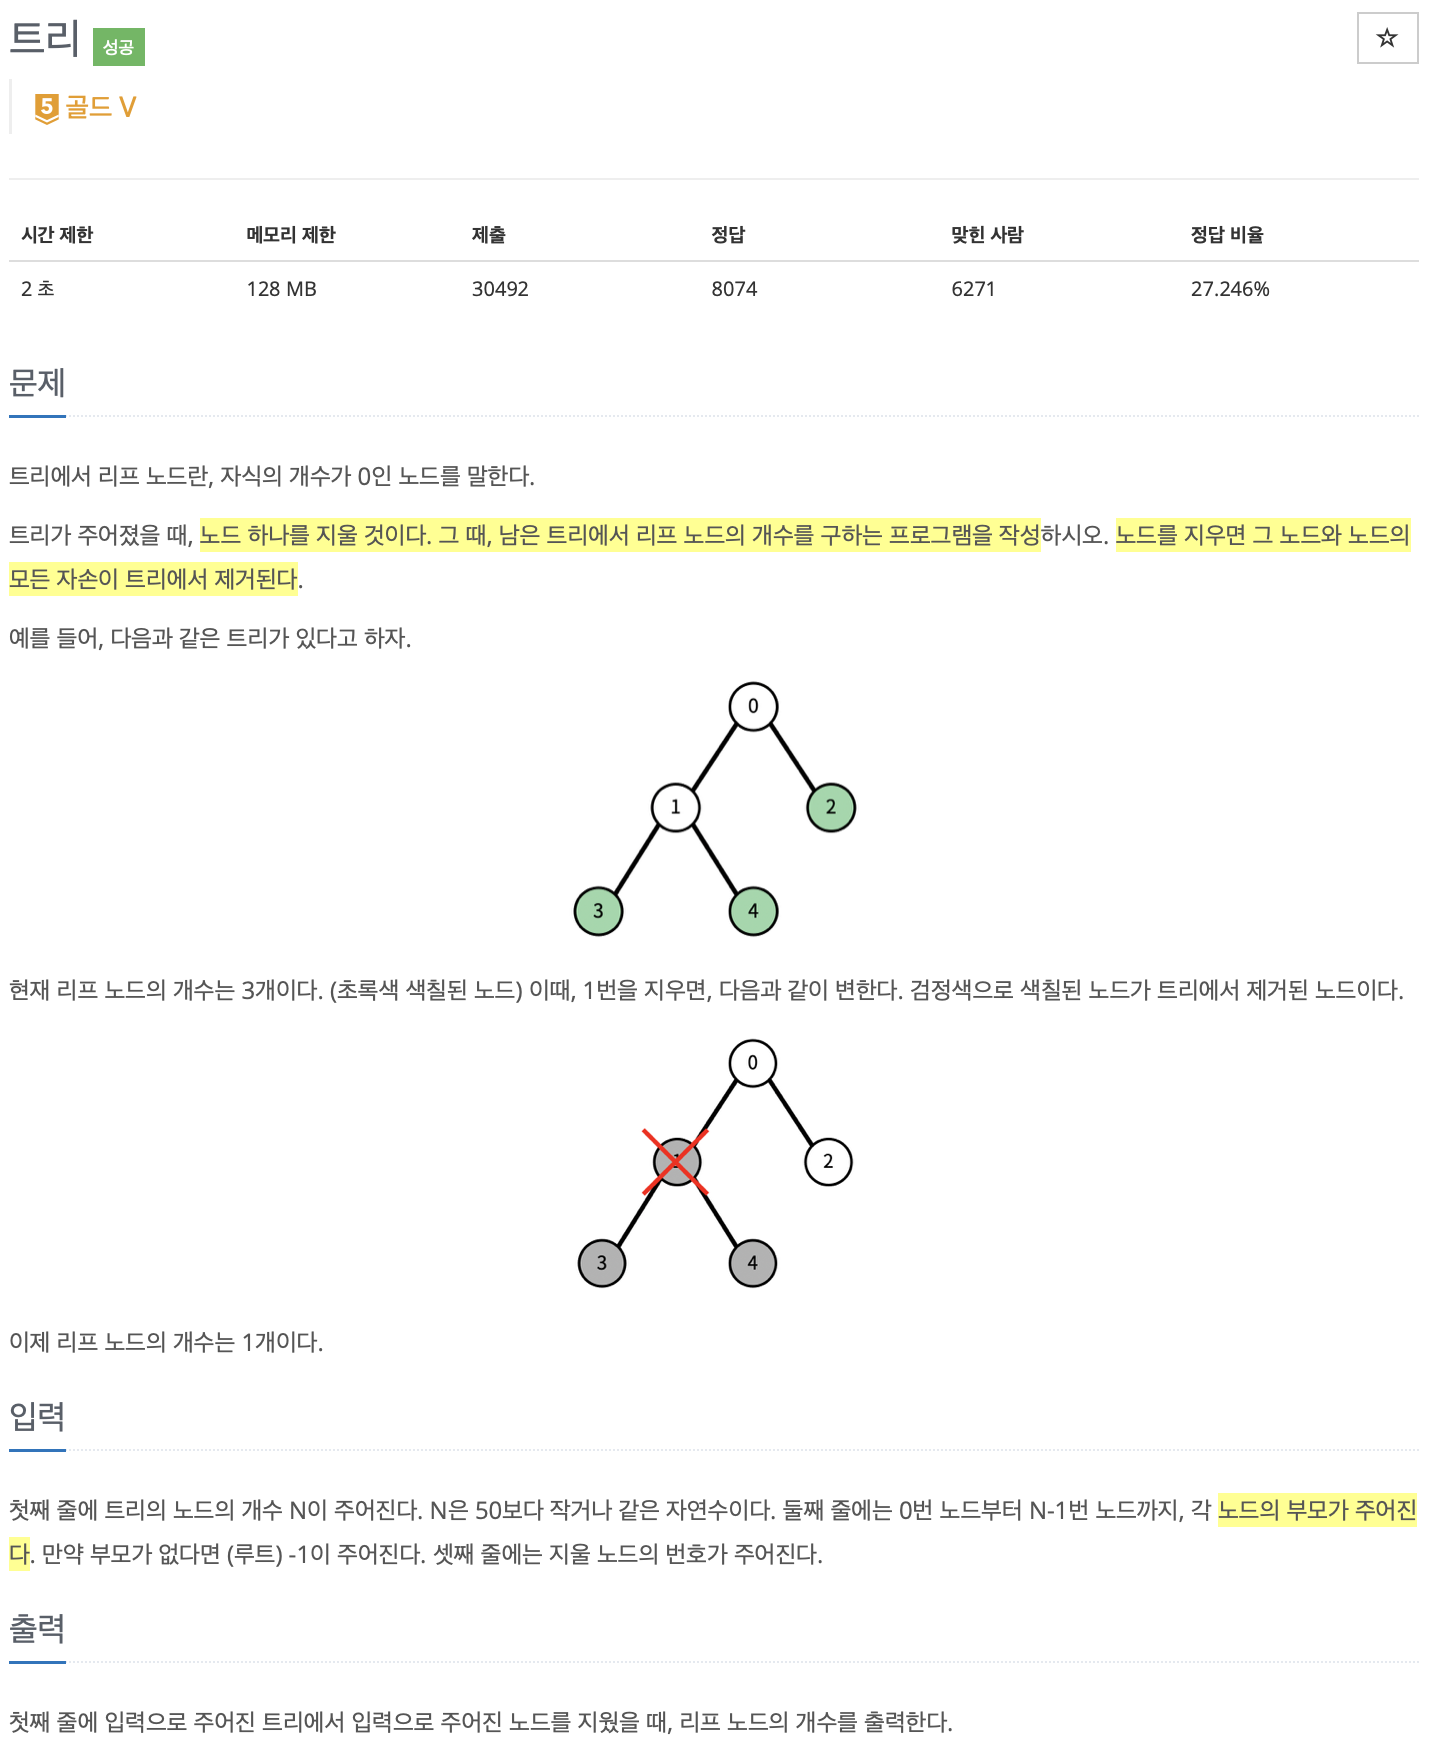 트리 성공
☆
5 골드 V
시간 제한 메모리 제한 제출 정답 맞힌 사람 정답 비율
2 초 128 MB 30492 8074 6271 27.246%
문제
트리에서 리프 노드란, 자식의 개수가 0인 노드를 말한다.
트리가 주어졌을 때, 노드 하나를 지울 것이다. 그 때, 남은 트리에서 리프 노드의 개수를 구하는 프로그램을 작성하시오. 노드를 지우면 그 노드와 노드의
모든 자손이 트리에서 제거된다.
예를 들어, 다음과 같은 트리가 있다고 하자.
0
1 2
3 4
현재 리프 노드의 개수는 3개이다. (초록색 색칠된 노드) 이때, 1번을 지우면, 다음과 같이 변한다. 검정색으로 색칠된 노드가 트리에서 제거된 노드이다.
0
1 2
3 4
이제 리프 노드의 개수는 1개이다.
입력
첫째 줄에 트리의 노드의 개수 N이 주어진다. N은 50보다 작거나 같은 자연수이다. 둘째 줄에는 0번 노드부터 N-1번 노드까지, 각 노드의 부모가 주어진
다. 만약 부모가 없다면 (루트) -1이 주어진다. 셋째 줄에는 지울 노드의 번호가 주어진다.
출력
첫째 줄에 입력으로 주어진 트리에서 입력으로 주어진 노드를 지웠을 때, 리프 노드의 개수를 출력한다.